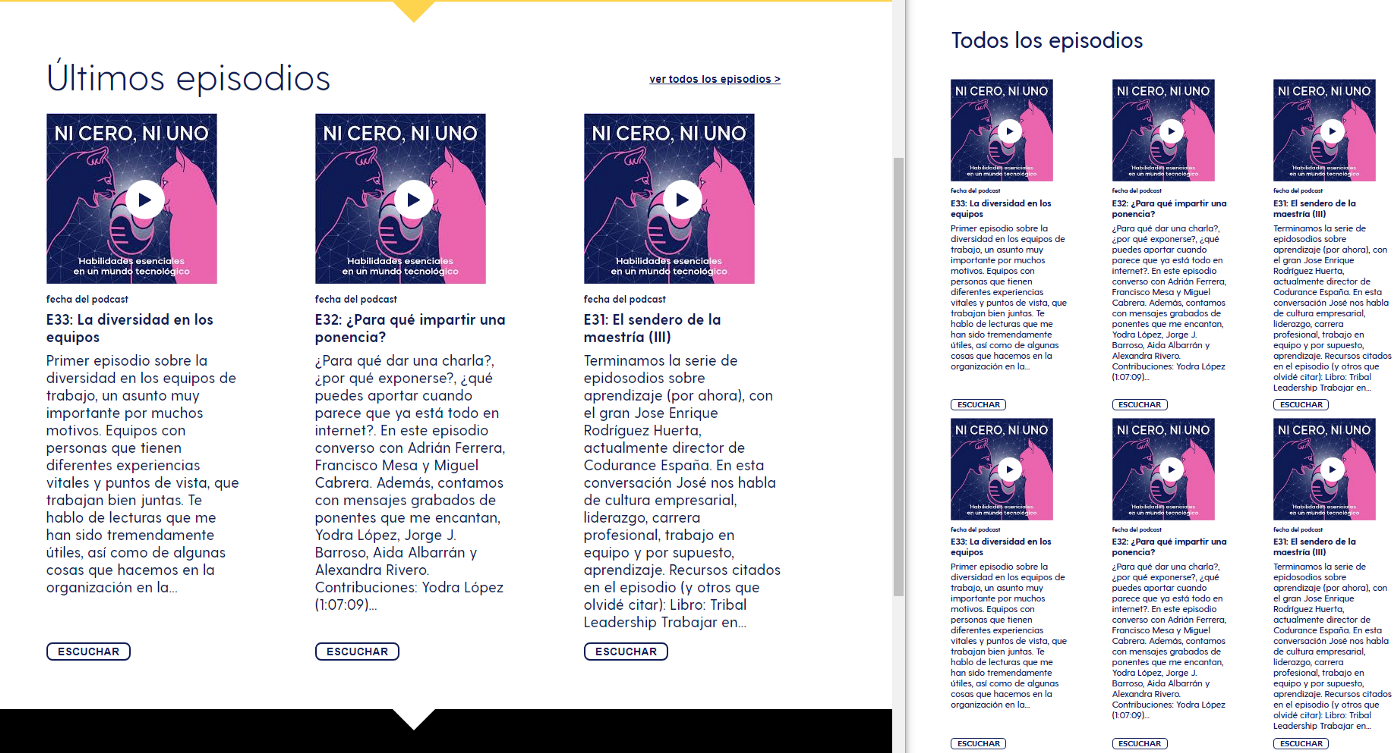 Últimos episodios
ver todos los episodios >
NI CERO, NI UNO
Habilidades esenciales
en un mundo tecnológico
fecha del podcast
E33: La diversidad en los
equipos
Primer episodio sobre la
diversidad en los equipos de
trabajo, un asunto muy
importante por muchos
motivos. Equipos con
personas que tienen
diferentes experiencias
vitales y puntos de vista, que
trabajan bien juntas. Te
hablo de lecturas que me
han sido tremendamente
útiles, así como de algunas
cosas que hacemos en la
organización en la...
ESCUCHAR
NI CERO, NI UNO
Habilidades esenciales
en un mundo tecnológico
fecha del podcast
E32: ¿Para qué impartir una
ponencia?
¿Para qué dar una charla?,
¿por qué exponerse?, ¿qué
puedes aportar cuando
parece que ya está todo en
internet?. En este episodio
converso con Adrián Ferrera,
Francisco Mesa y Miguel
Cabrera. Además, contamos
con mensajes grabados de
ponentes que me encantan,
Yodra López, Jorge J.
Barroso, Aida Albarrán y
Alexandra Rivero.
Contribuciones: Yodra López
(1:07:09)...
ESCUCHAR
NI CERO, NI UNO
Habilidades esenciales
en un mundo tecnológico
fecha del podcast
E31: El sendero de la
maestría (III)
Terminamos la serie de
epidosodios sobre
aprendizaje (por ahora), con
el gran Jose Enrique
Rodríguez Huerta,
actualmente director de
Codurance España. En esta
conversación José nos habla
de cultura empresarial,
liderazgo, carrera
profesional, trabajo en
equipo y por supuesto,
aprendizaje. Recursos citados
en el episodio (y otros que
olvidé citar): Libro: Tribal
Leadership Trabajar en...
ESCUCHAR
Todos los episodios
NI CERO, NI UNO
Habilidades esenciales
en un mundo tecnológico
fecha del podcast
E33: La diversidad en los
equipos
Primer episodio sobre la
diversidad en los equipos de
trabajo, un asunto muy
importante por muchos
motivos. Equipos con
personas que tienen
diferentes experiencias
vitales y puntos de vista, que
trabajan bien juntas. Te
hablo de lecturas que me
han sido tremendamente
útiles, así como de algunas
cosas que hacemos en la
organización en la...
ESCUCHAR
NI CERO, NI UNO
Habilidades esenciales
en un mundo tecnológico
fecha del podcast
E32: ¿Para qué impartir una
ponencia?
¿Para qué dar una charla?,
¿por qué exponerse?, ¿qué
puedes aportar cuando
parece que ya está todo en
internet?. En este episodio
converso con Adrián Ferrera,
Francisco Mesa y Miguel
Cabrera. Además, contamos
con mensajes grabados de
ponentes que me encantan,
Yodra López, Jorge J.
Barroso, Aida Albarrán y
Alexandra Rivero.
Contribuciones: Yodra López
(1:07:09)...
ESCUCHAR
NI CERO, NI UNO
Habilidades esenciales
en un mundo tecnológico
fecha del podcast
E31: El sendero de la
maestría (III)
Terminamos la serie de
epidosodios sobre
aprendizaje (por ahora), con
el gran Jose Enrique
Rodríguez Huerta,
actualmente director de
Codurance España. En esta
conversación José nos habla
de cultura empresarial,
liderazgo, carrera
profesional, trabajo en
equipo y por supuesto,
aprendizaje. Recursos citados
en el episodio (y otros que
olvidé citar): Libro: Tribal
Leadership Trabajar en...
ESCUCHAR
NI CERO, NI UNO
Habilidades esenciales
en un mundo tecnológico
fecha del podcast
E33: La diversidad en los
equipos
Primer episodio sobre la
diversidad en los equipos de
trabajo, un asunto muy
importante por muchos
motivos. Equipos con
personas que tienen
diferentes experiencias
vitales y puntos de vista, que
trabajan bien juntas. Te
hablo de lecturas que me
han sido tremendamente
útiles, así como de algunas
cosas que hacemos en la
organización en la...
ESCUCHAR
NI CERO, NI UNO
Habilidades esenciales
en un mundo tecnológico
fecha del podcast
E32: ¿Para qué impartir una
ponencia?
¿Para qué dar una charla?,
¿por qué exponerse?, ¿qué
puedes aportar cuando
parece que ya está todo en
internet?. En este episodio
converso con Adrián Ferrera,
Francisco Mesa y Miguel
Cabrera. Además, contamos
con mensajes grabados de
ponentes que me encantan,
Yodra López, Jorge J.
Barroso, Aida Albarrán y
Alexandra Rivero.
Contribuciones: Yodra López
(1:07:09)...
ESCUCHAR
NI CERO, NI UNO
Habilidades esenciales
en un mundo tecnológico
fecha del podcast
E31: El sendero de la
maestría (III)
Terminamos la serie de
epidosodios sobre
aprendizaje (por ahora), con
el gran Jose Enrique
Rodríguez Huerta,
actualmente director de
Codurance España. En esta
conversación José nos habla
de cultura empresarial,
liderazgo, carrera
profesional, trabajo en
equipo y por supuesto,
aprendizaje. Recursos citados
en el episodio (y otros que
olvidé citar): Libro: Tribal
Leadership Trabajar en...
ESCUCHAR